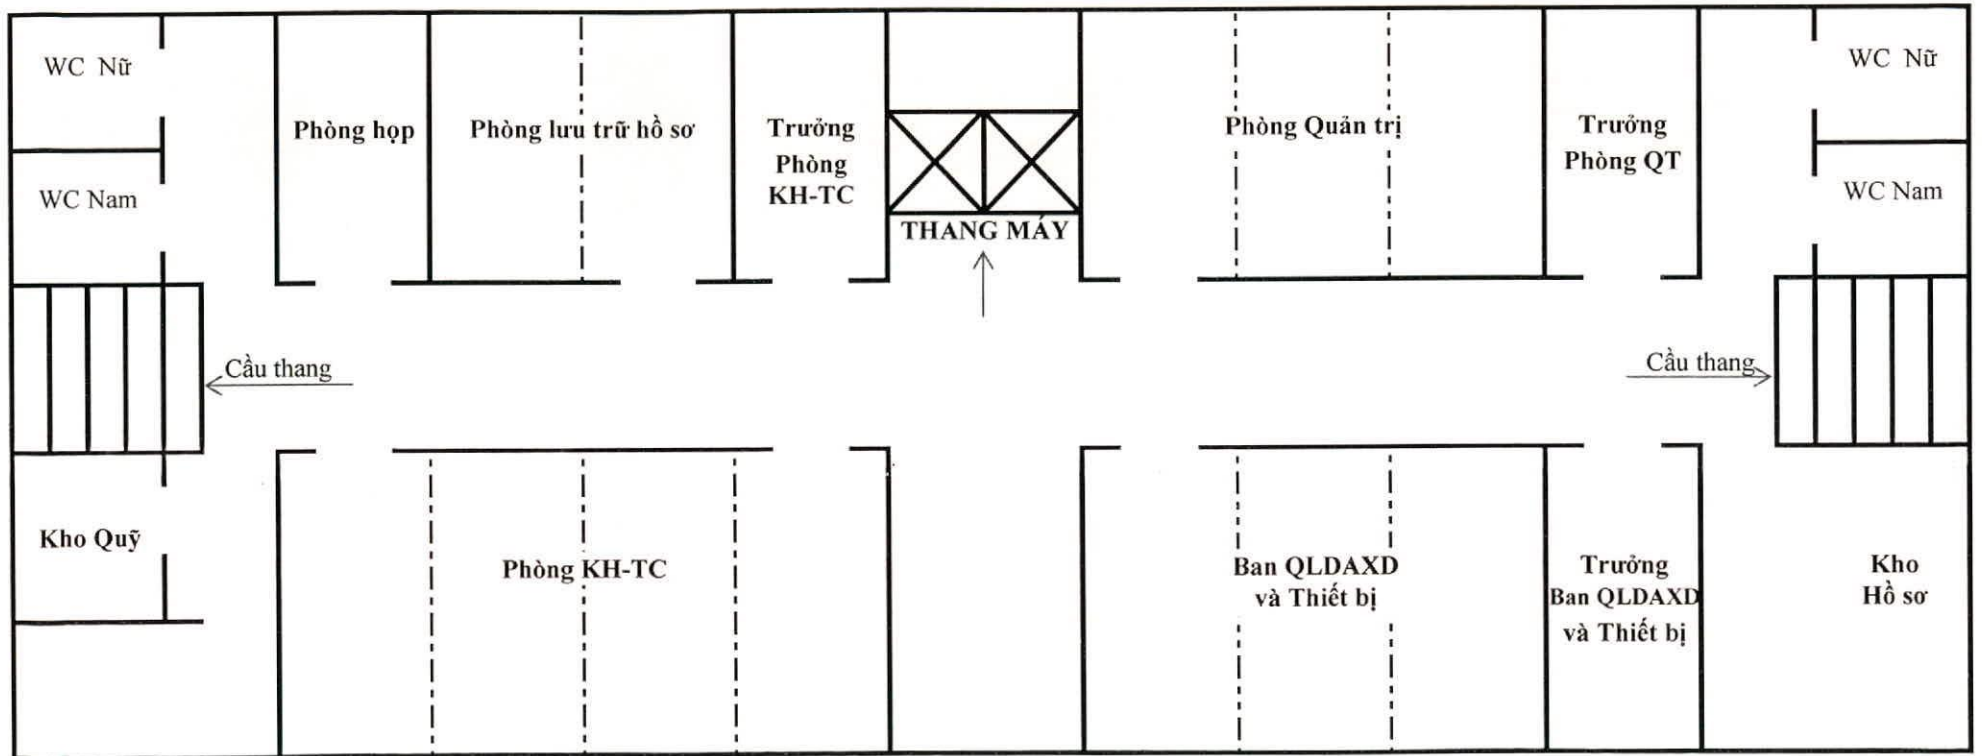 WC Nữ
WC Nam
Phòng họp
Phòng lưu trữ hồ sơ
Trưởng
Phòng
KH-TC
THANG MÁY
Phòng Quản trị
Trưởng
Phòng QT
WC Nữ
WC Nam
Cầu thang
Cầu thang
Kho Quỹ
Phòng KH-TC
Ban QLDAXD
và Thiết bị
Trưởng
Ban QLDAXD
và Thiết bị
Kho
Hồ sơ